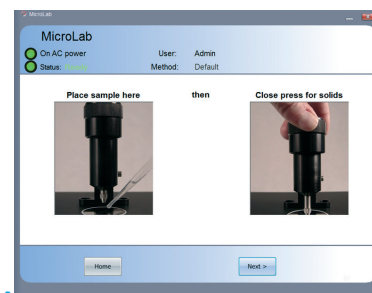 MicroLab
MicroLab
On AC power
User: Admin
Status:
Method: Default
Place sample here then Close press for solids
Home
Next >